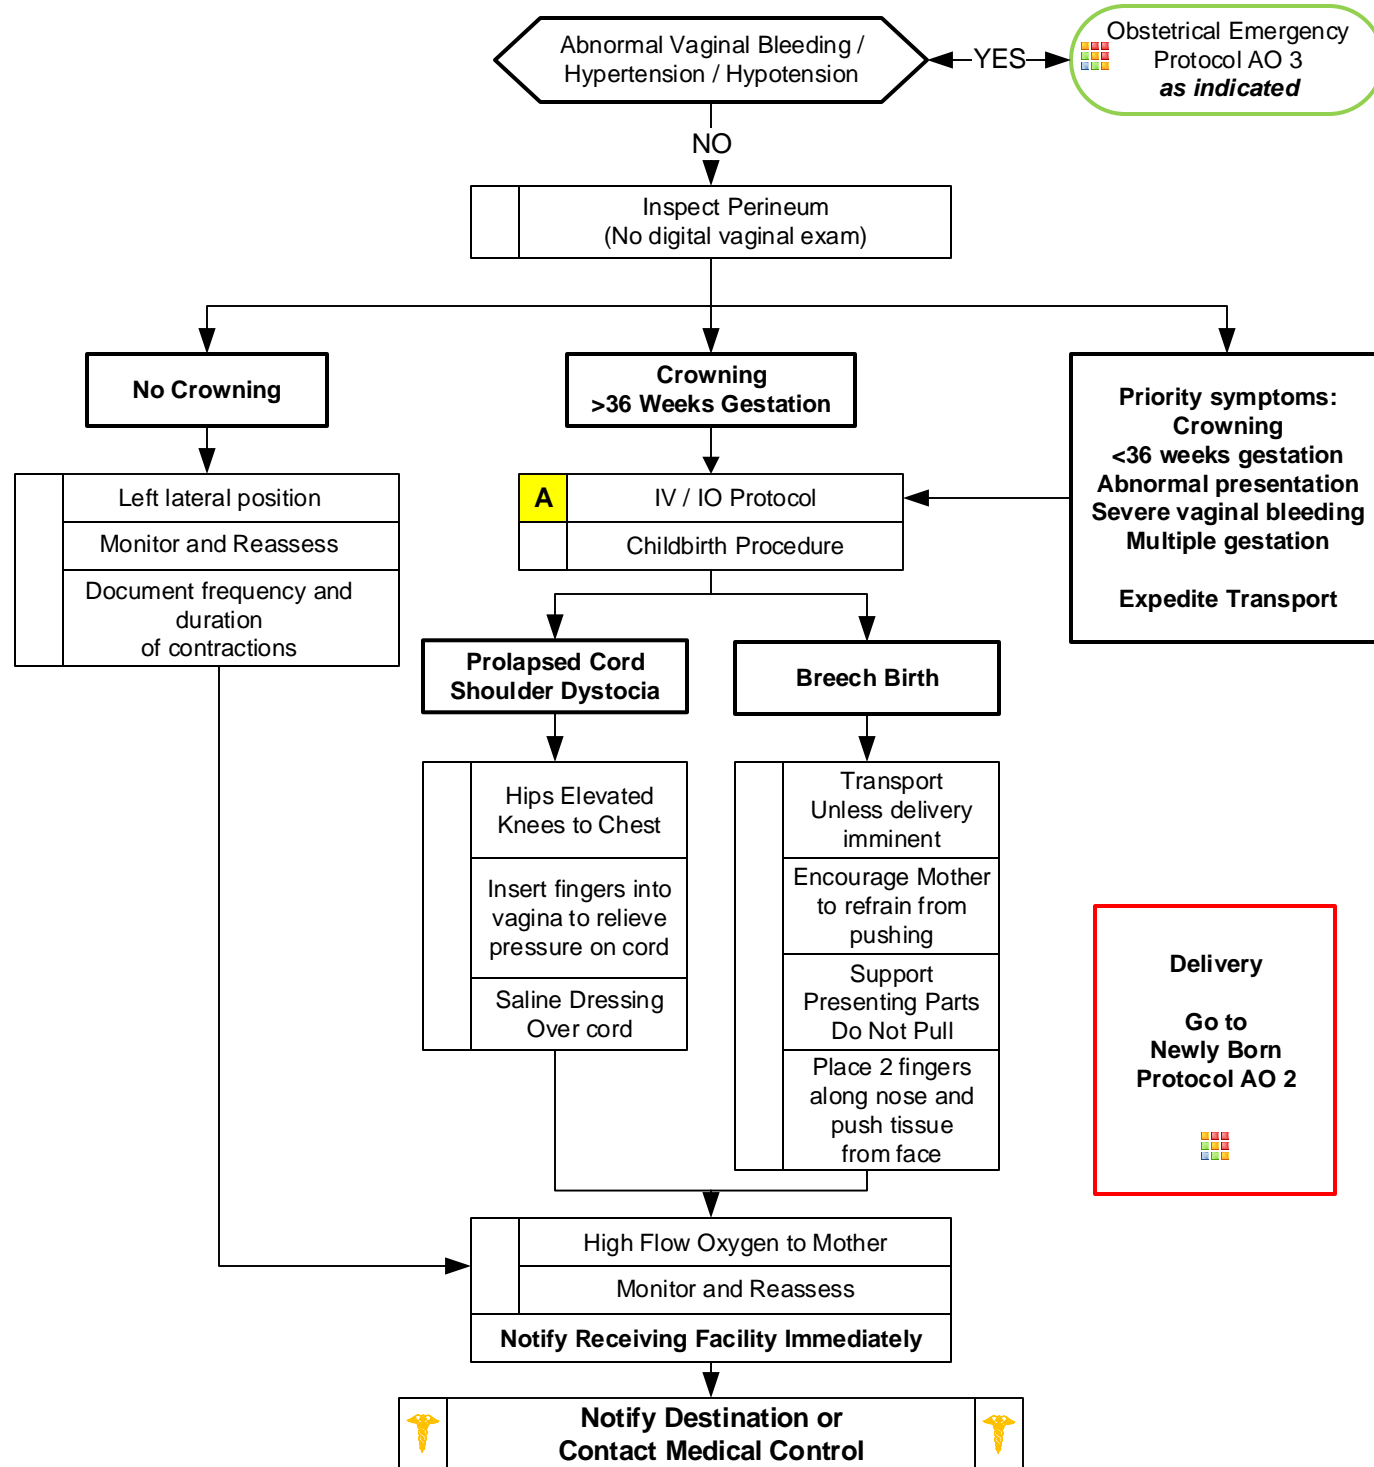 Abnormal Vaginal Bleeding /
Hypertension / Hypotension
YES
Obstetrical Emergency
Protocol AO 3
as indicated
NO
Inspect Perineum
(No digital vaginal exam)
No Crowning
Crowning
>36 Weeks Gestation
Priority symptoms:
Crowning
<36 weeks gestation
Abnormal presentation
Severe vaginal bleeding
Multiple gestation
Expedite Transport
Left lateral position
Monitor and Reassess
Document frequency and
duration
of contractions
A
IV / IO Protocol
Childbirth Procedure
Prolapsed Cord
Shoulder Dystocia
Breech Birth
Hips Elevated
Knees to Chest
Insert fingers into
vagina to relieve
pressure on cord
Saline Dressing
Over cord
Transport
Unless delivery
imminent
Encourage Mother
to refrain from
pushing
Support
Presenting Parts
Do Not Pull
Place 2 fingers
along nose and
push tissue
from face
Delivery
Go to
Newly Born
Protocol AO 2
High Flow Oxygen to Mother
Monitor and Reassess
Notify Receiving Facility Immediately
Notify Destination or
Contact Medical Control